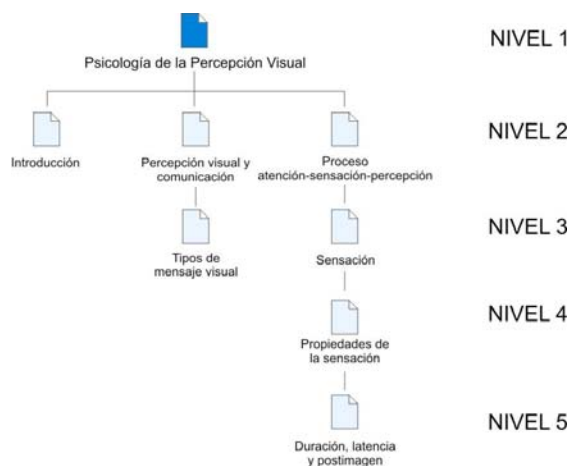 NIVEL 1
Psicología de la Percepción Visual
NIVEL 2
Introducción
Percepción visual y
comunicación
Proceso
atención-sensación-percepción
NIVEL 3
Tipos de
mensaje visual
Sensación
NIVEL 4
Propiedades de
la sensación
NIVEL 5
Duración, latencia
y postimagen